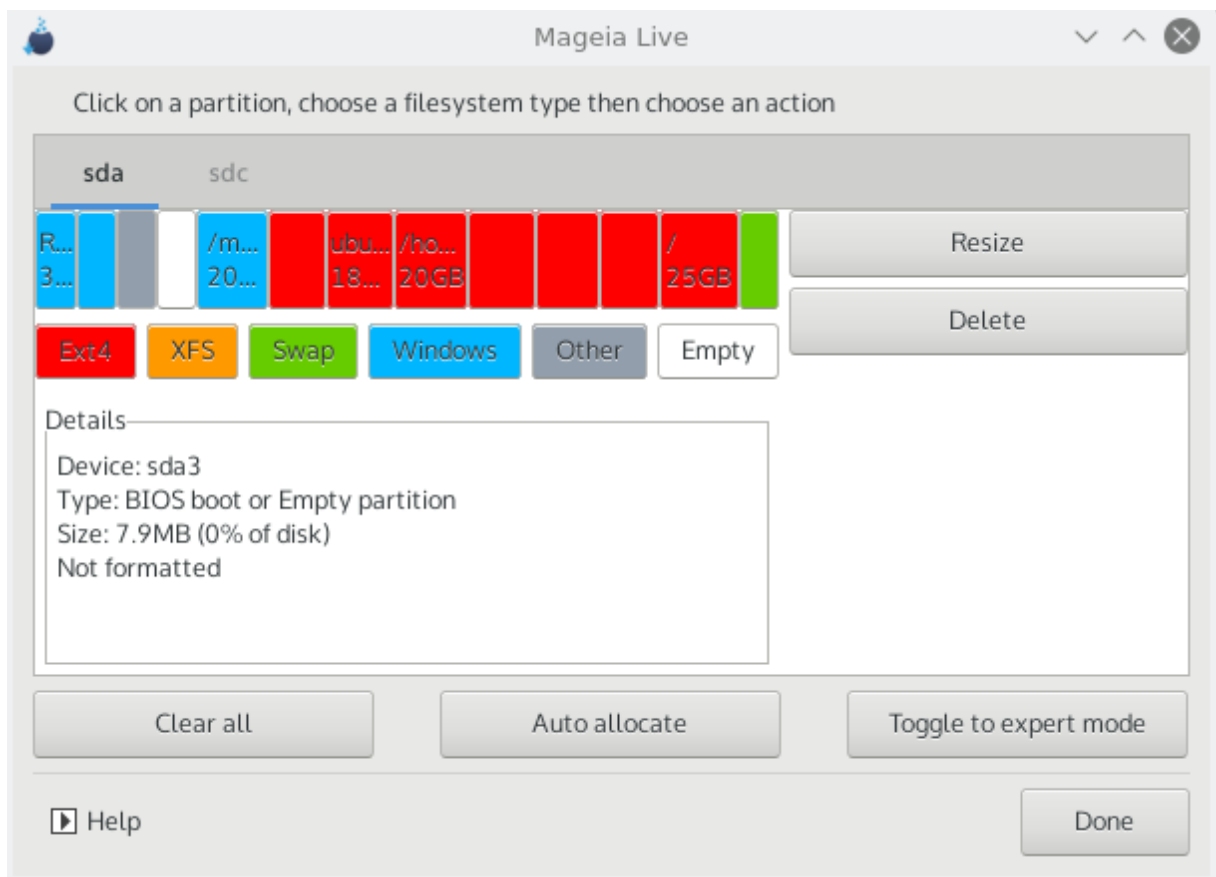 Mageia Live
Click on a partition, choose a filesystem type then choose an action
sda sdc
R... /m... ubu... /ho... /
3... 20... 18... 20GB 25GB
Resize
Delete
Ext4 XFS Swap Windows Other Empty
Details
Device: sda3
Type: BIOS boot or Empty partition
Size: 7.9MB (0% of disk)
Not formatted
Clear all Auto allocate Toggle to expert mode
Help Done